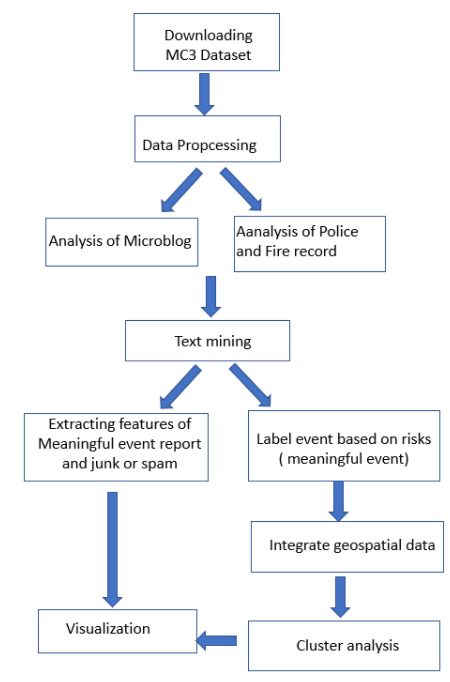 Downloading
MC3 Dataset
Data Propcessing
Analysis of Microblog
Aanalysis of Police
and Fire record
Text mining
Extracting features of
Meaningful event report
and junk or spam
Label event based on risks
( meaningful event)
Integrate geospatial data
Visualization
Cluster analysis